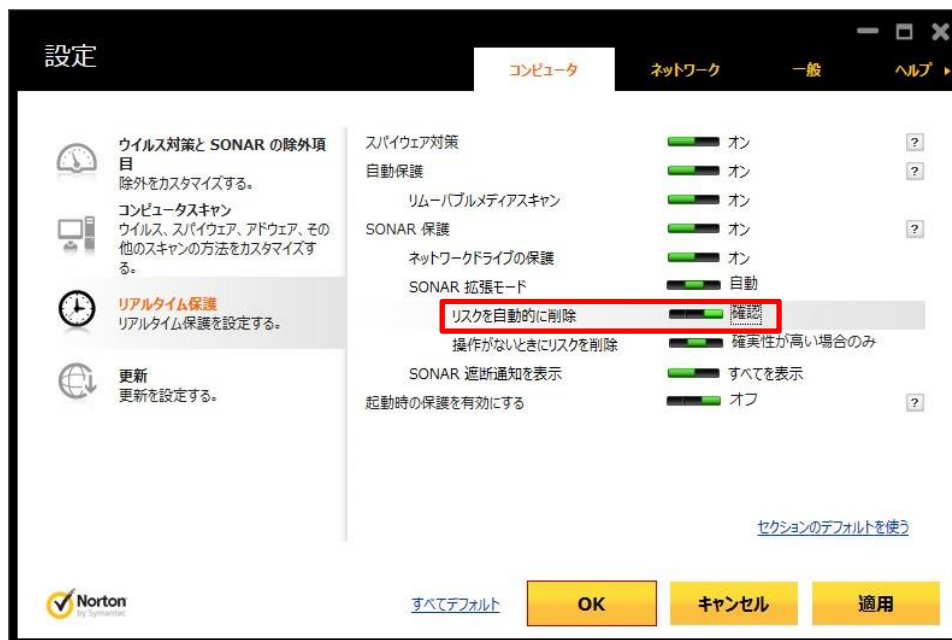 設定
コンピュータ
ネットワーク
一般
ヘルプ
ウイルス対策と SONAR の除外項
目
除外をカスタマイズする。
コンピュータスキャン
ウイルス、スパイウェア、アドウェア、その
他のスキャンの方法をカスタマイズす
る。
リアルタイム保護
リアルタイム保護を設定する。
更新
更新を設定する。
スパイウェア対策 オン ?
自動保護 オン ?
リムーバブルメディアスキャン オン
SONAR 保護 オン ?
ネットワークドライブの保護 オン
SONAR 拡張モード 自動
リスクを自動的に削除 確認
操作がないときにリスクを削除 確実性が高い場合のみ
SONAR 遮断通知を表示 すべてを表示
起動時の保護を有効にする オフ ?
セクションのデフォルトを使う
Norton
by Symantec
すべてデフォルト
OK
キャンセル
適用